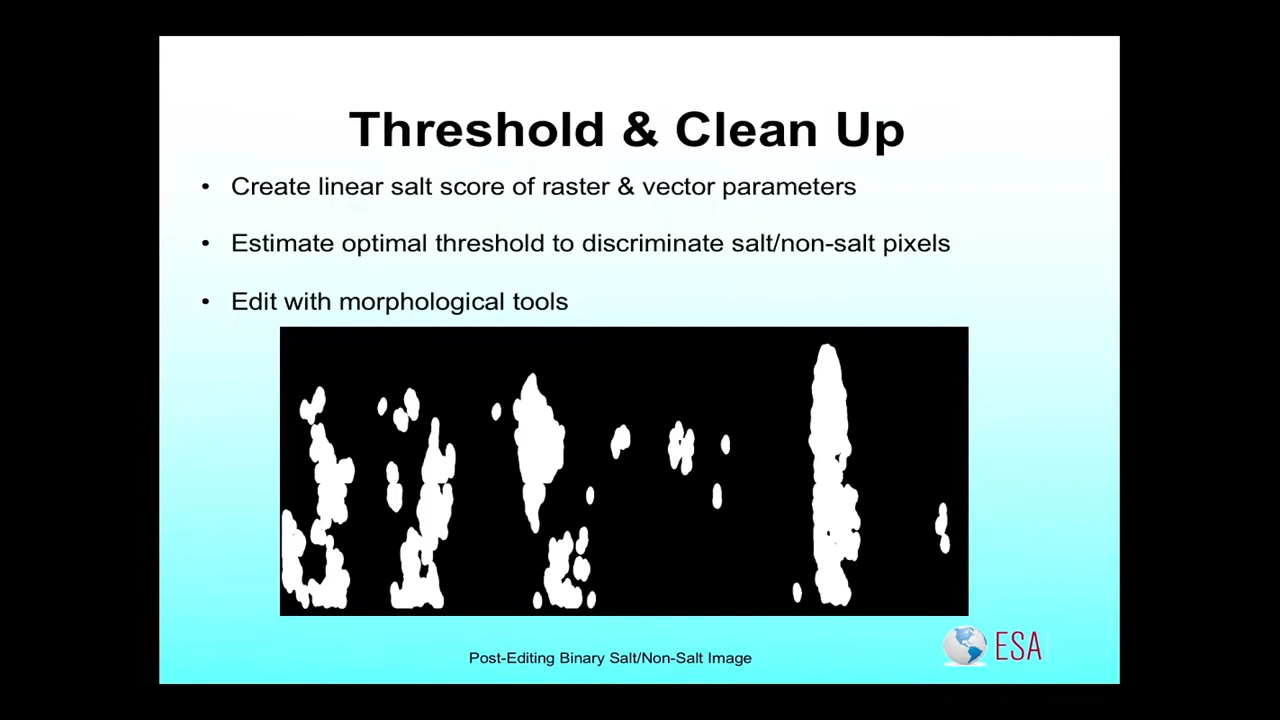 Threshold & Clean Up
• Create linear salt score of raster & vector parameters
• Estimate optimal threshold to discriminate salt/non-salt pixels
• Edit with morphological tools
ESA
Post-Editing Binary Salt/Non-Salt Image